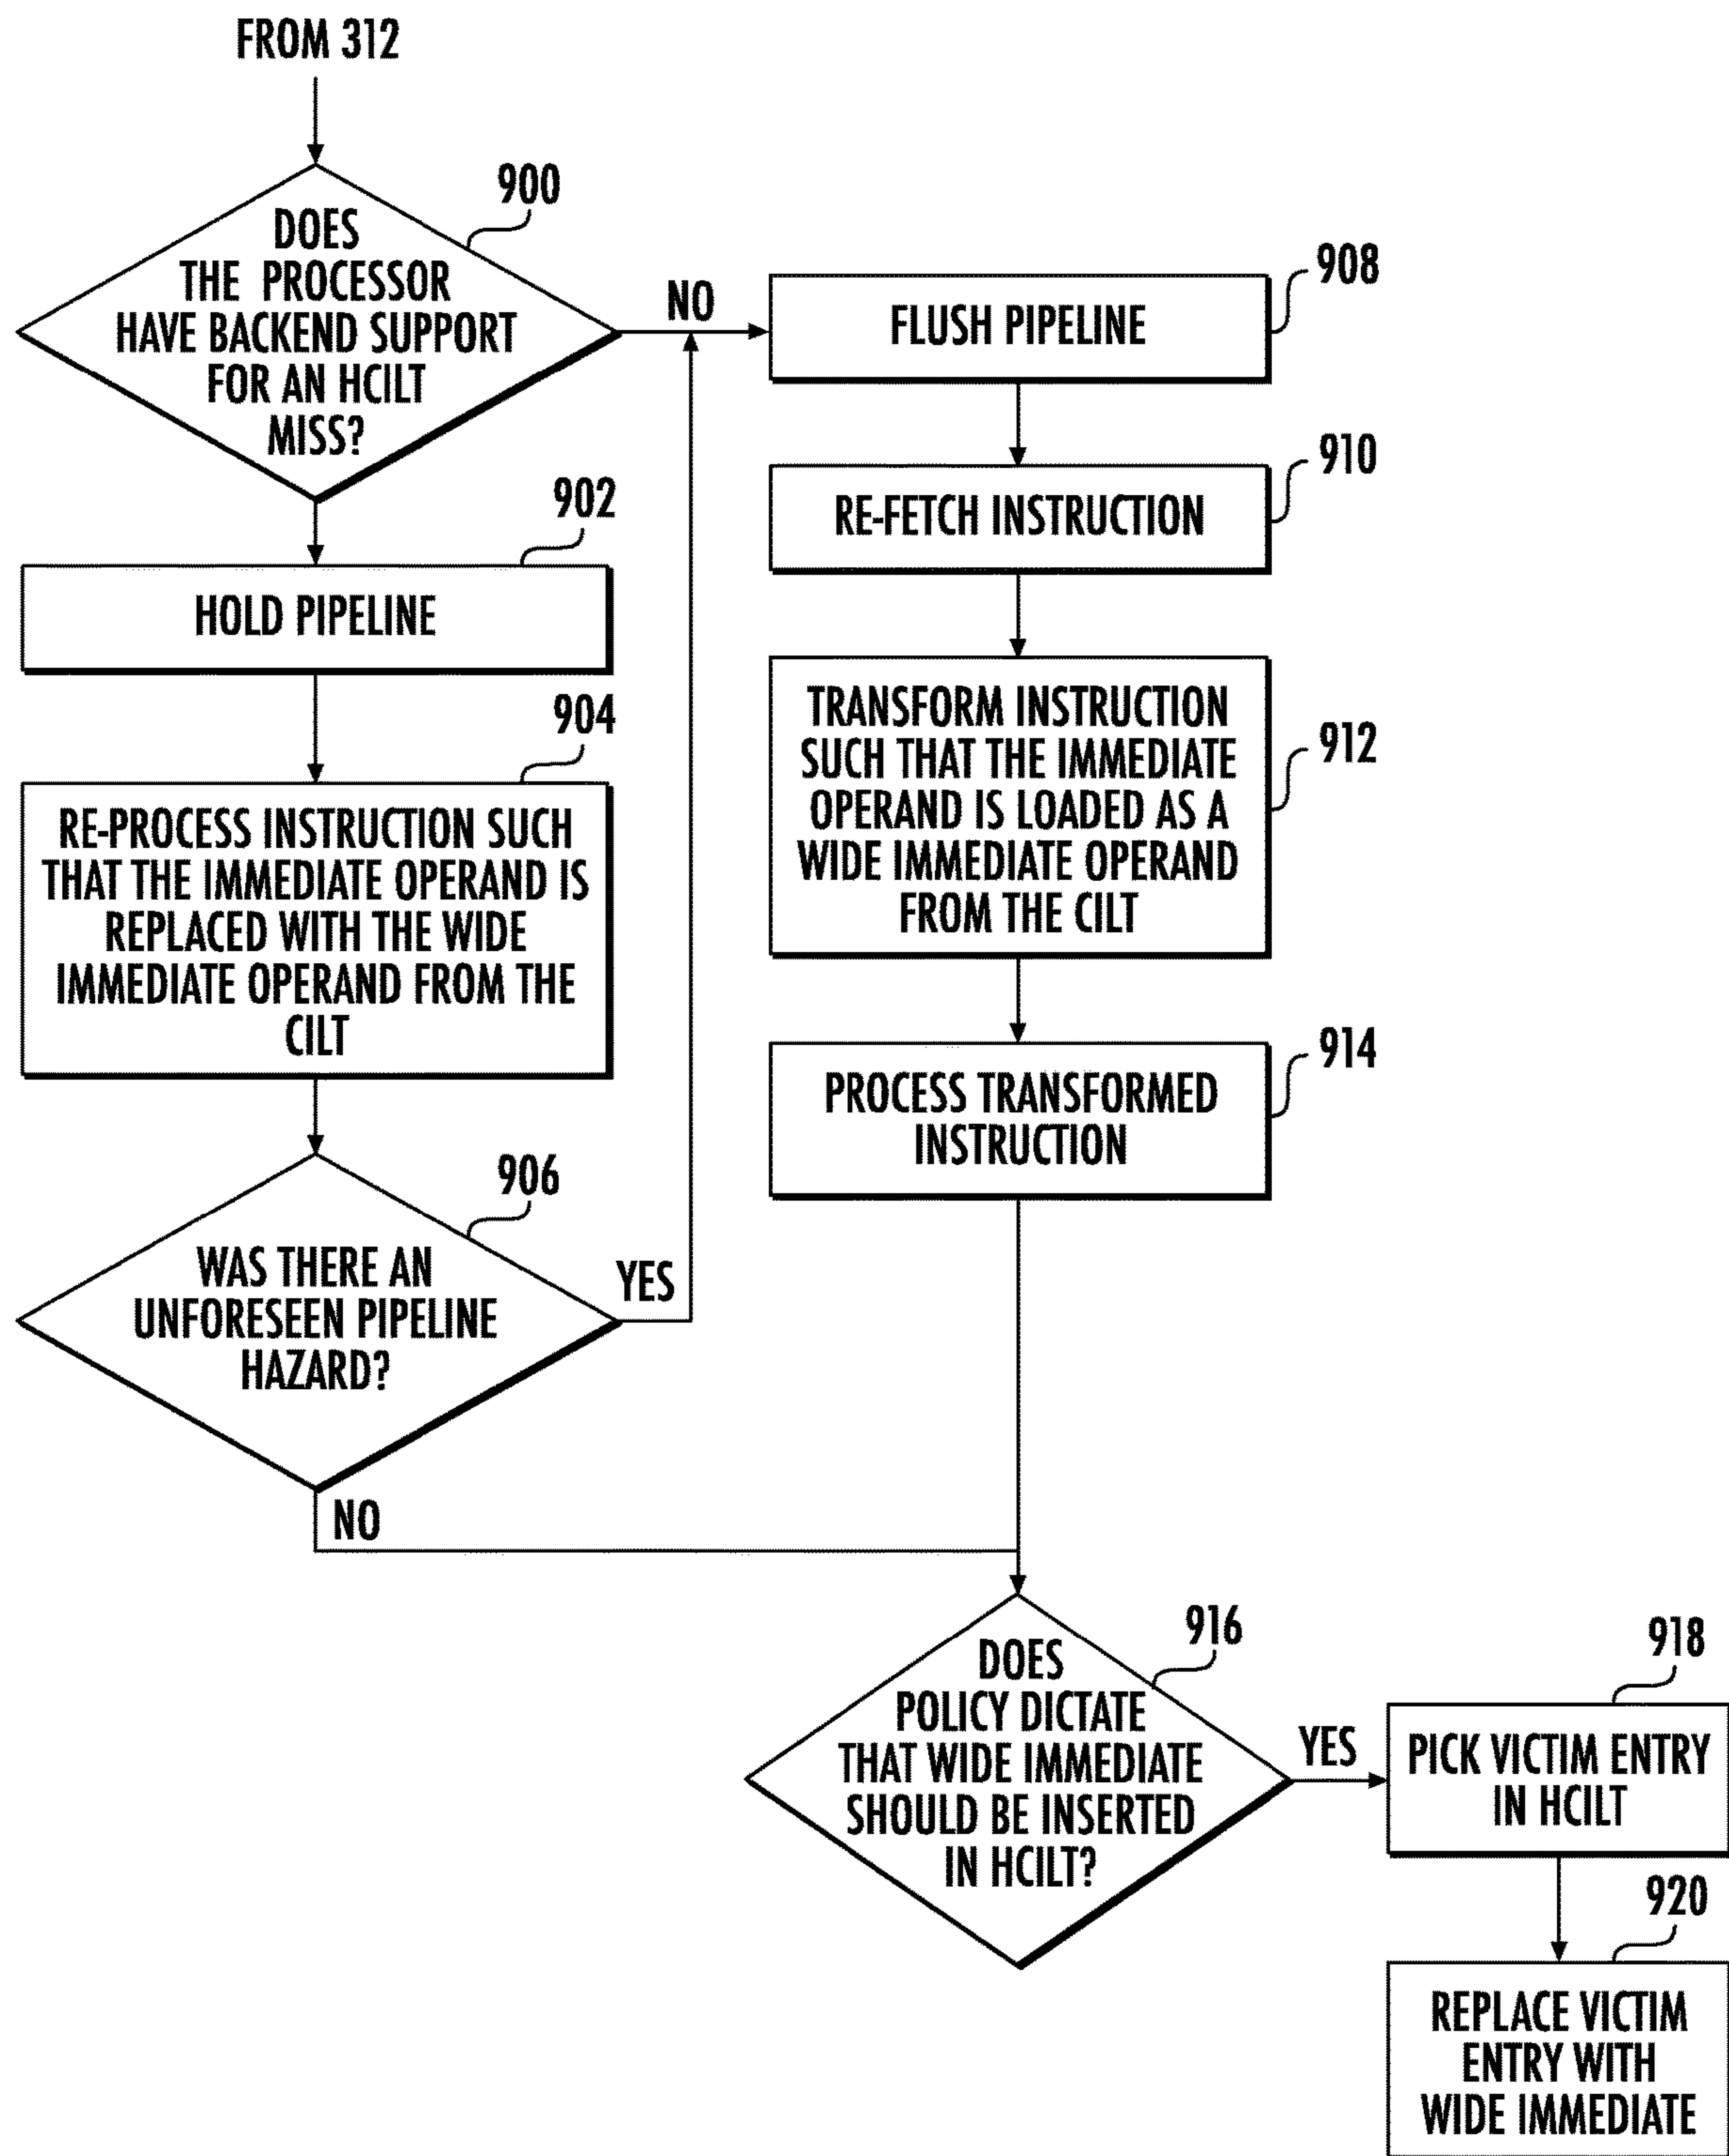 FROM 312
900
DOES
THE PROCESSOR
HAVE BACKEND SUPPORT
FOR AN HCILT
MISS?
NO
902
HOLD PIPELINE
904
RE-PROCESS INSTRUCTION SUCH
THAT THE IMMEDIATE OPERAND IS
REPLACED WITH THE WIDE
IMMEDIATE OPERAND FROM THE
CILT
906
WAS THERE AN
UNFORESEEN PIPELINE
HAZARD?
YES
NO
908
FLUSH PIPELINE
910
RE-FETCH INSTRUCTION
912
TRANSFORM INSTRUCTION
SUCH THAT THE IMMEDIATE
OPERAND IS LOADED AS A
WIDE IMMEDIATE OPERAND
FROM THE CILT
914
PROCESS TRANSFORMED
INSTRUCTION
916
DOES
POLICY DICTATE
THAT WIDE IMMEDIATE
SHOULD BE INSERTED
IN HCILT?
YES
918
PICK VICTIM ENTRY
IN HCILT
920
REPLACE VICTIM
ENTRY WITH
WIDE IMMEDIATE